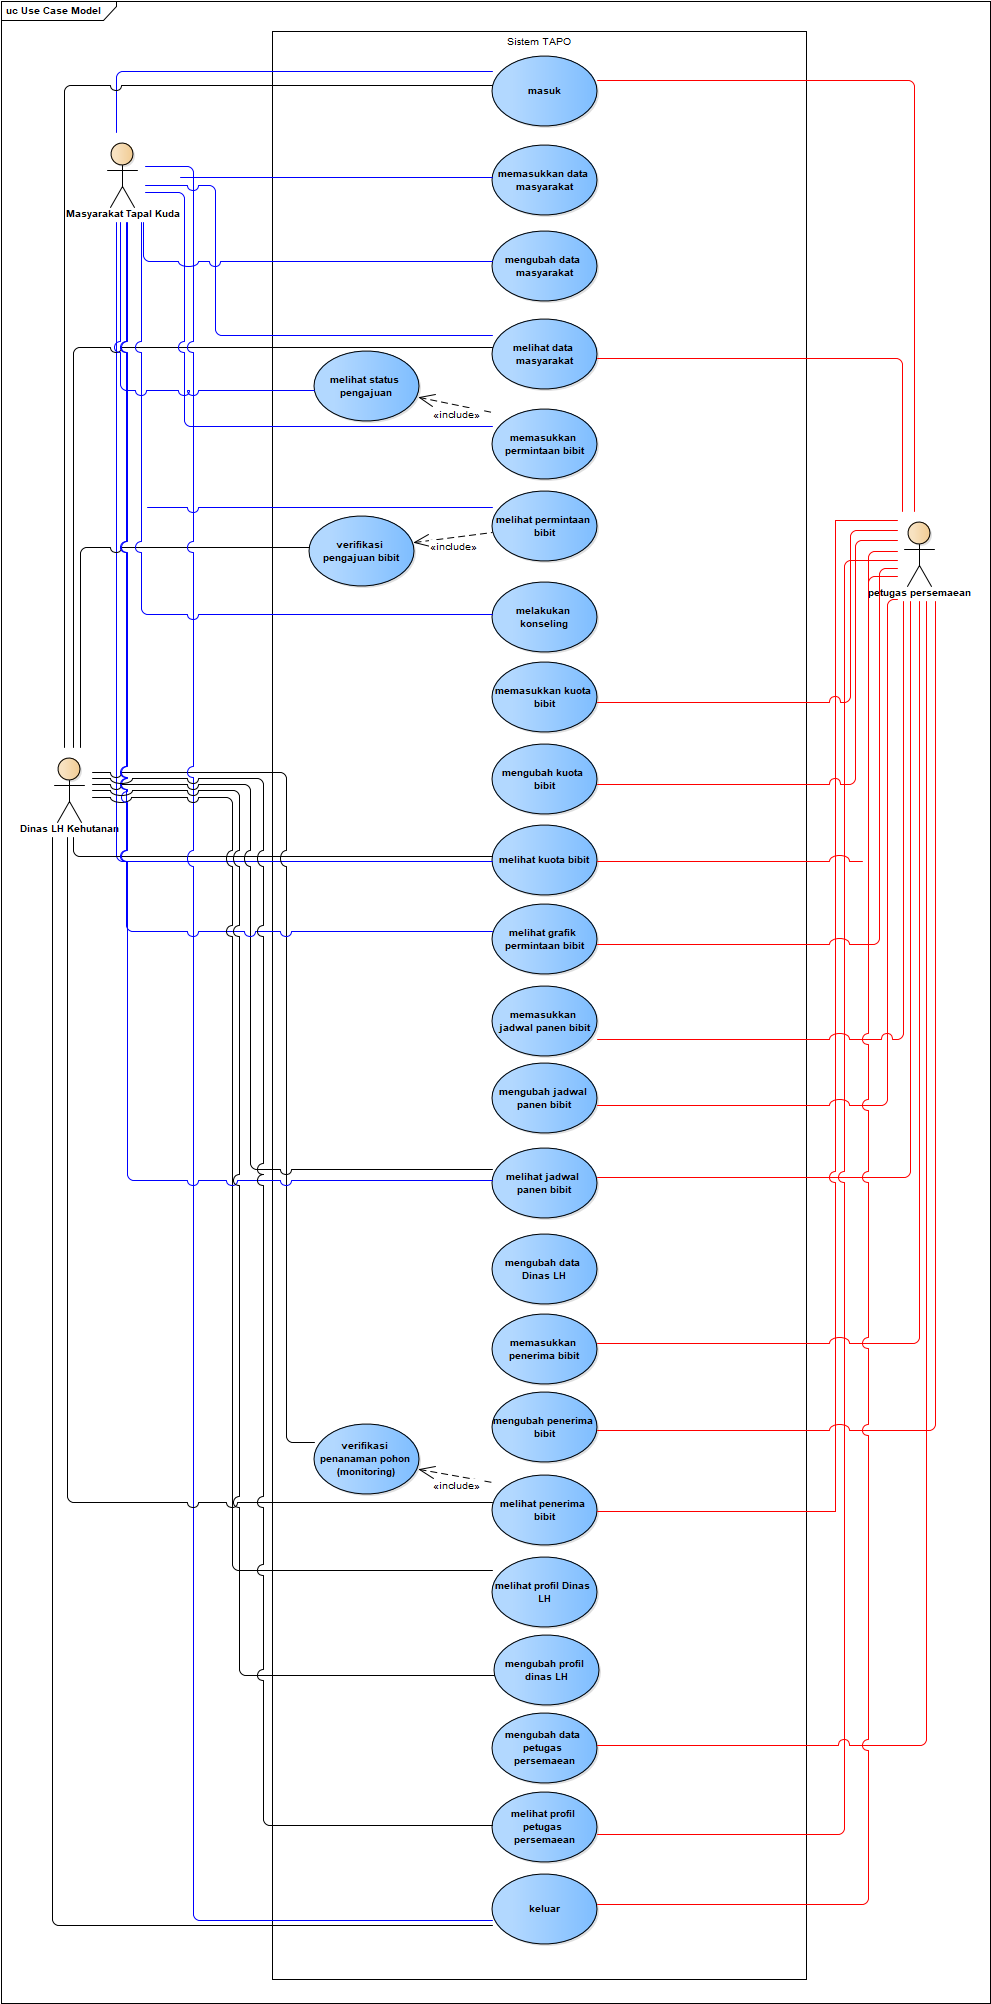 uc Use Case Model
Sistem TAPO
masuk
memasukkan data
masyarakat
Masyarakat Tapal Kuda
mengubah data
masyarakat
melihat data
masyarakat
melihat status
pengajuan
«include»
memasukkan
permintaan bibit
melihat permintaan
bibit
verifikasi
pengajuan bibit
«include»
petugas persemaean
melakukan
konseling
memasukkan kuota
bibit
mengubah kuota
bibit
Dinas LH Kehutanan
melihat kuota bibit
melihat grafik
permintaan bibit
memasukkan
jadwal panen bibit
mengubah jadwal
panen bibit
melihat jadwal
panen bibit
mengubah data
Dinas LH
memasukkan
penerima bibit
mengubah penerima
bibit
verifikasi
penanaman pohon
(monitoring)
«include»
melihat penerima
bibit
melihat profil Dinas
LH
mengubah profil
dinas LH
mengubah data
petugas
persemaean
melihat profil
petugas
persemaean
keluar